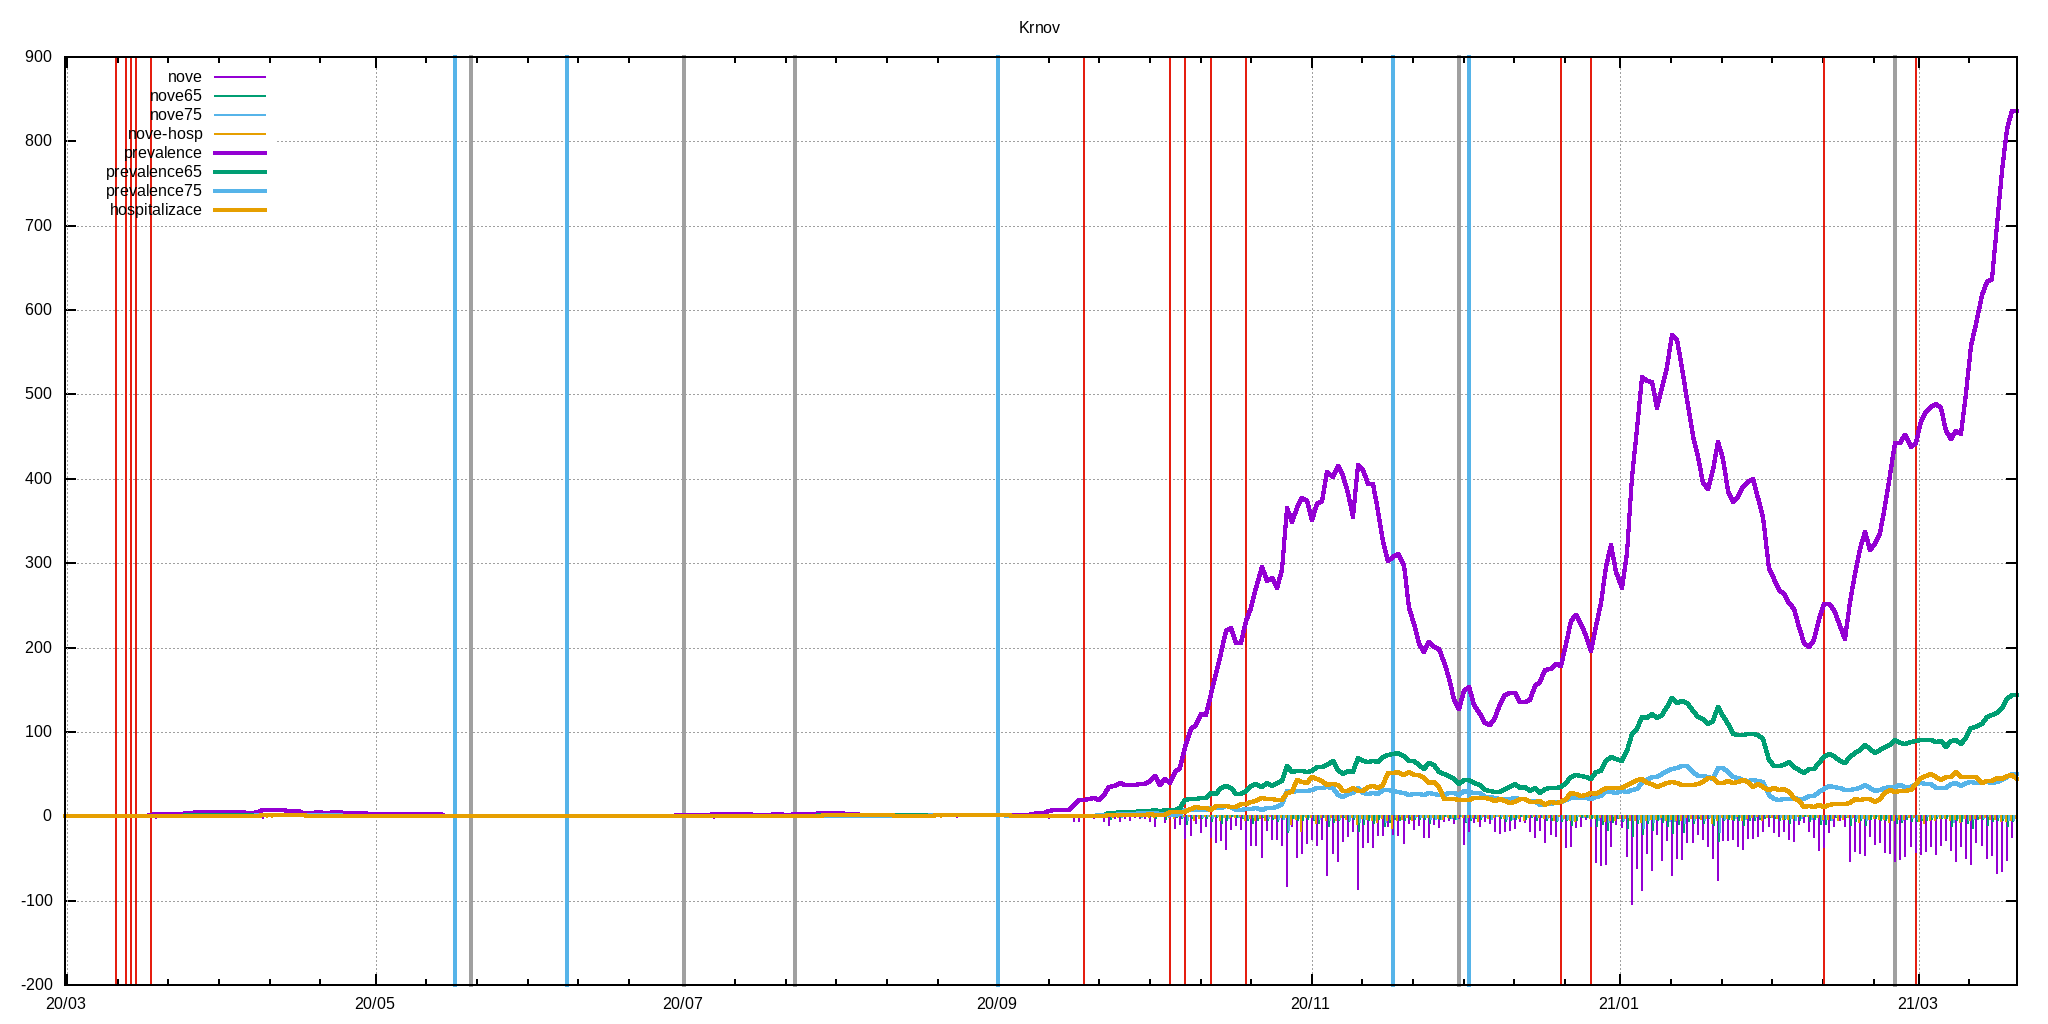 Krnov
900
nove
nove65
nove75
nove-hosp
800
prevalence
prevalence65
prevalence75
hospitalizace
700
600
500
400
300
200
100
0
-100
-200
20/03 20/05 20/07 20/09 20/11 21/01 21/03